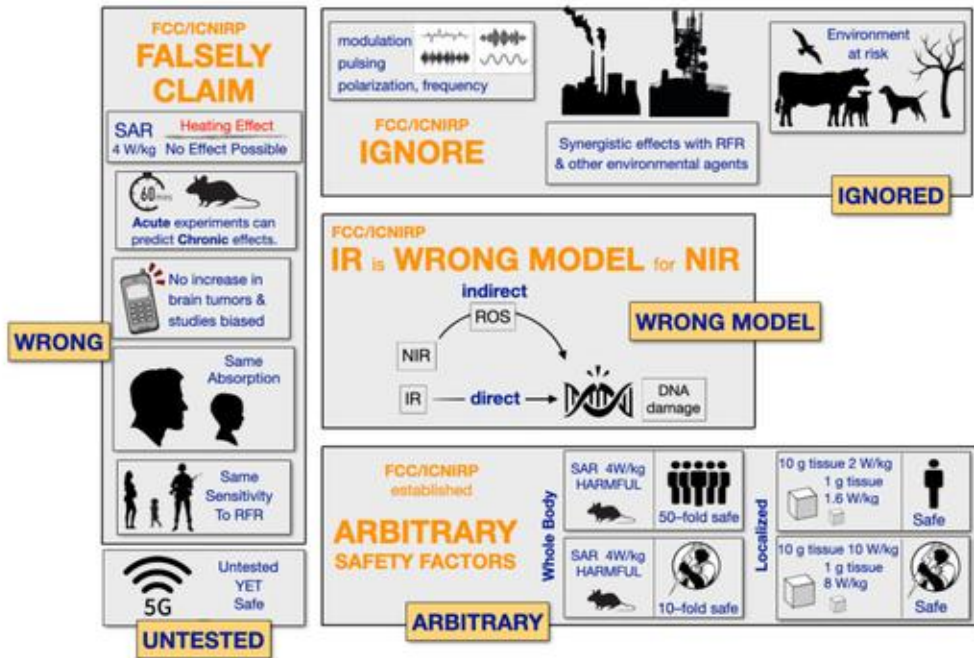 FCC/ICNIRP
FALSELY
CLAIM
SAR
4 W/kg
Heating Effect
No Effect Possible
60 mins
Acute experiments can
predict Chronic effects.
No increase in
brain tumors &
studies biased
WRONG
Same
Absorption
Same
Sensitivity
To RFR
5G
Untested
YET
Safe
UNTESTED
modulation
pulsing
polarization, frequency
FCC/ICNIRP
IGNORE
Synergistic effects with RFR
& other environmental agents
Environment
at risk
IGNORED
FCC/ICNIRP
IR is WRONG MODEL for NIR
indirect
ROS
NIR
IR
direct
DNA
damage
WRONG MODEL
FCC/ICNIRP
established
ARBITRARY
SAFETY FACTORS
ARBITRARY
Whole Body
SAR 4W/kg
HARMFUL
50-fold safe
SAR 4W/kg
HARMFUL
10-fold safe
Localized
10 g tissue 2 W/kg
1 g tissue
1.6 W/kg
Safe
10 g tissue 10 W/kg
1 g tissue
8 W/kg
Safe